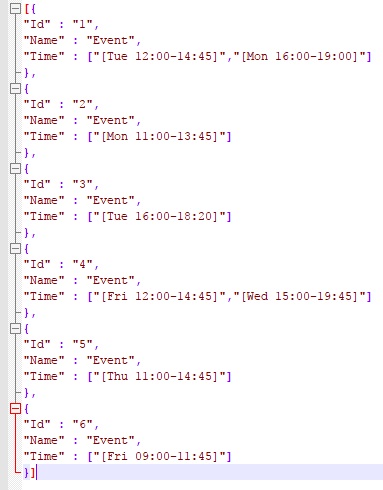 [{
"Id" : "1",
"Name" : "Event",
"Time" : ["[Tue 12:00-14:45]","[Mon 16:00-19:00]"]
},
{
"Id" : "2",
"Name" : "Event",
"Time" : ["[Mon 11:00-13:45]"]
},
{
"Id" : "3",
"Name" : "Event",
"Time" : ["[Tue 16:00-18:20]"]
},
{
"Id" : "4",
"Name" : "Event",
"Time" : ["[Fri 12:00-14:45]","[Wed 15:00-19:45]"]
},
{
"Id" : "5",
"Name" : "Event",
"Time" : ["[Thu 11:00-14:45]"]
},
{
"Id" : "6",
"Name" : "Event",
"Time" : ["[Fri 09:00-11:45]"]
}]